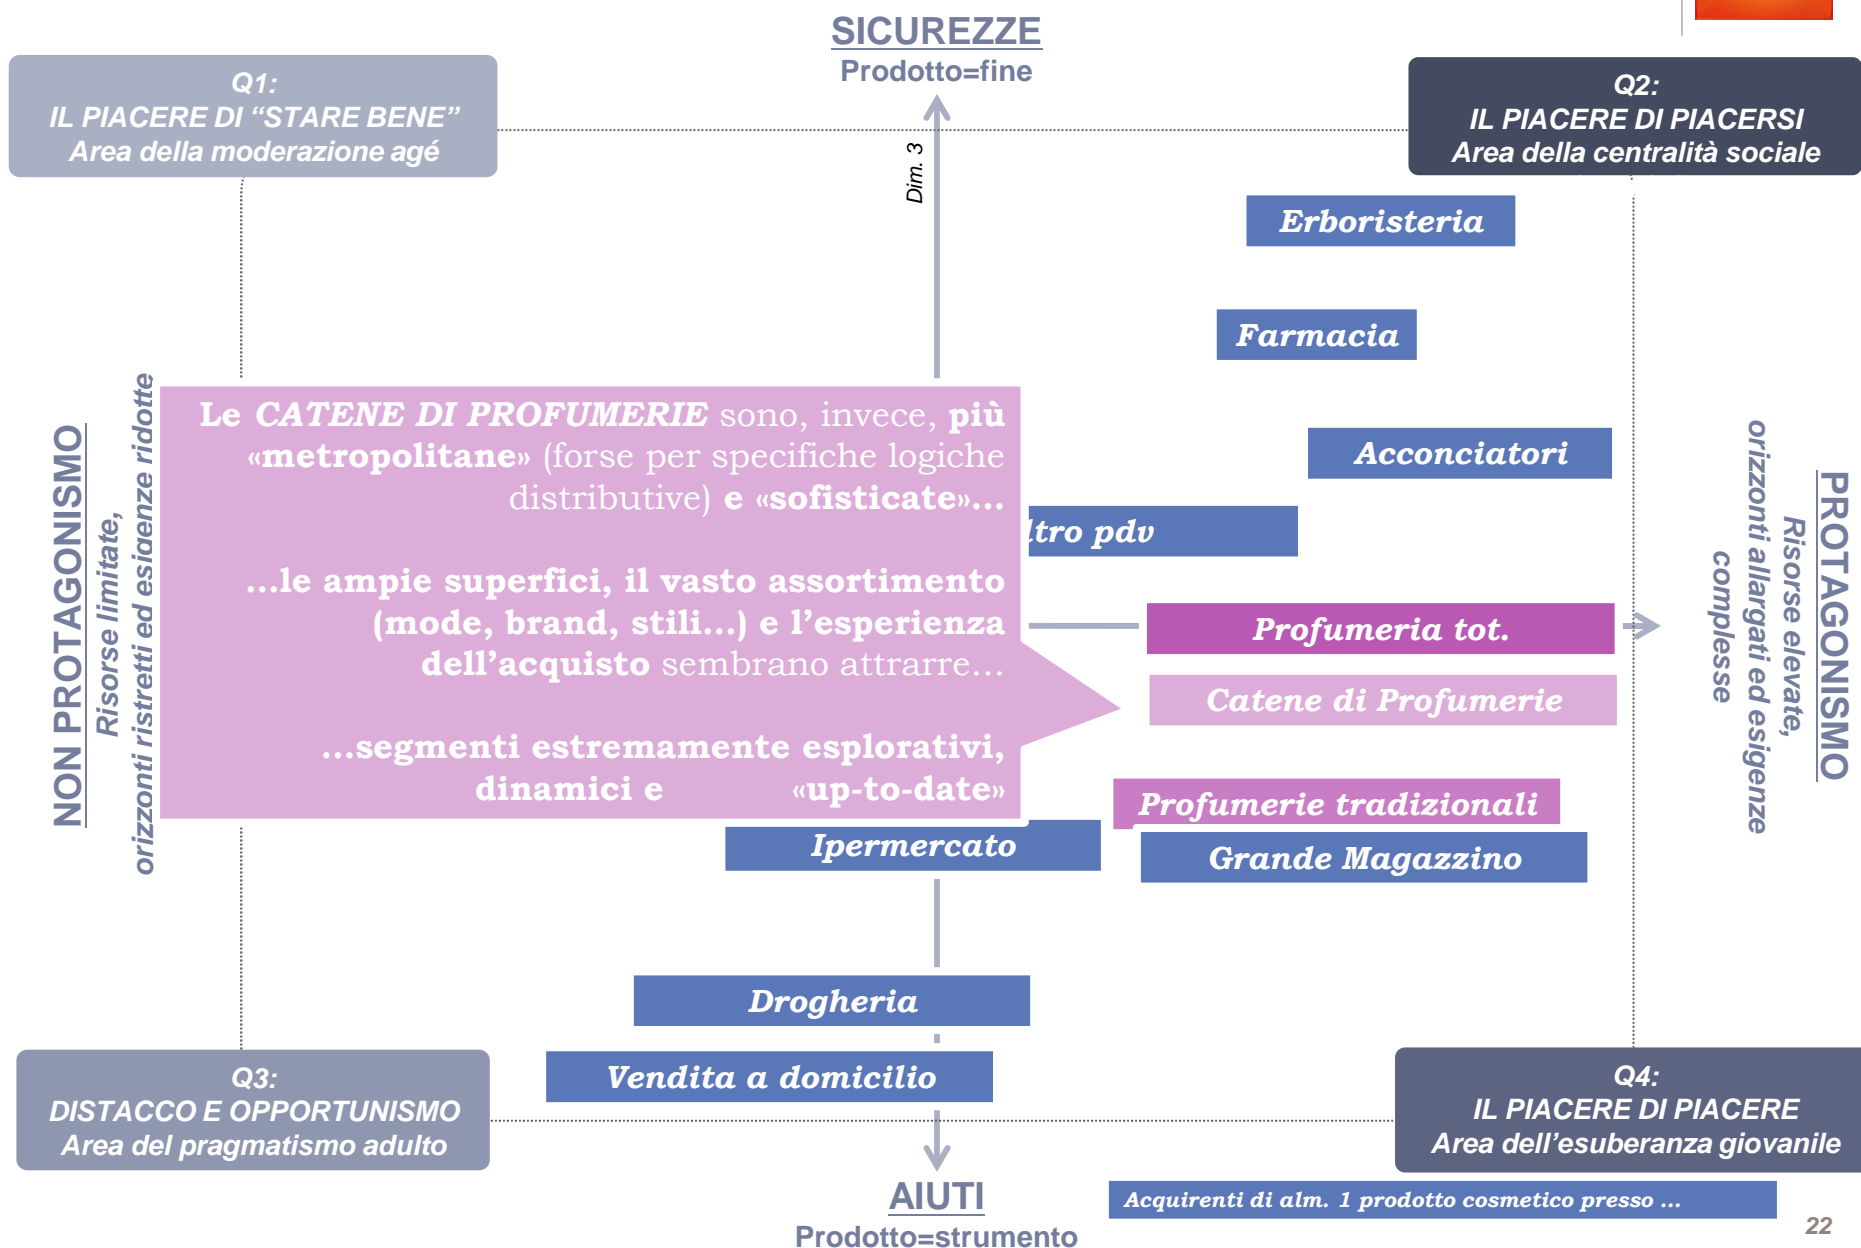 SICUREZZE
Prodotto=fine
Q1:
IL PIACERE DI “STARE BENE”
Area della moderazione agé
Q2:
IL PIACERE DI PIACERSI
Area della centralità sociale
Dim. 3
Erboristeria
Farmacia
Acconciatori
ltro pdv
NON PROTAGONISMO
Risorse limitate,
orizzonti ristretti ed esigenze ridotte
Le CATENE DI PROFUMERIE sono, invece, più
«metropolitane» (forse per specifiche logiche
distributive) e «sofisticate»…
…le ampie superfici, il vasto assortimento
(mode, brand, stili…) e l’esperienza
dell’acquisto sembrano attrarre…
…segmenti estremamente esplorativi,
dinamici e «up-to-date»
PROTAGONISMO
Risorse elevate,
orizzonti allargati ed esigenze
complesse
Profumeria tot.
Catene di Profumerie
Profumerie tradizionali
Ipermercato
Grande Magazzino
Drogheria
Vendita a domicilio
Q3:
DISTACCO E OPPORTUNISMO
Area del pragmatismo adulto
Q4:
IL PIACERE DI PIACERE
Area dell’esuberanza giovanile
AIUTI
Prodotto=strumento
Acquirenti di alm. 1 prodotto cosmetico presso …
22